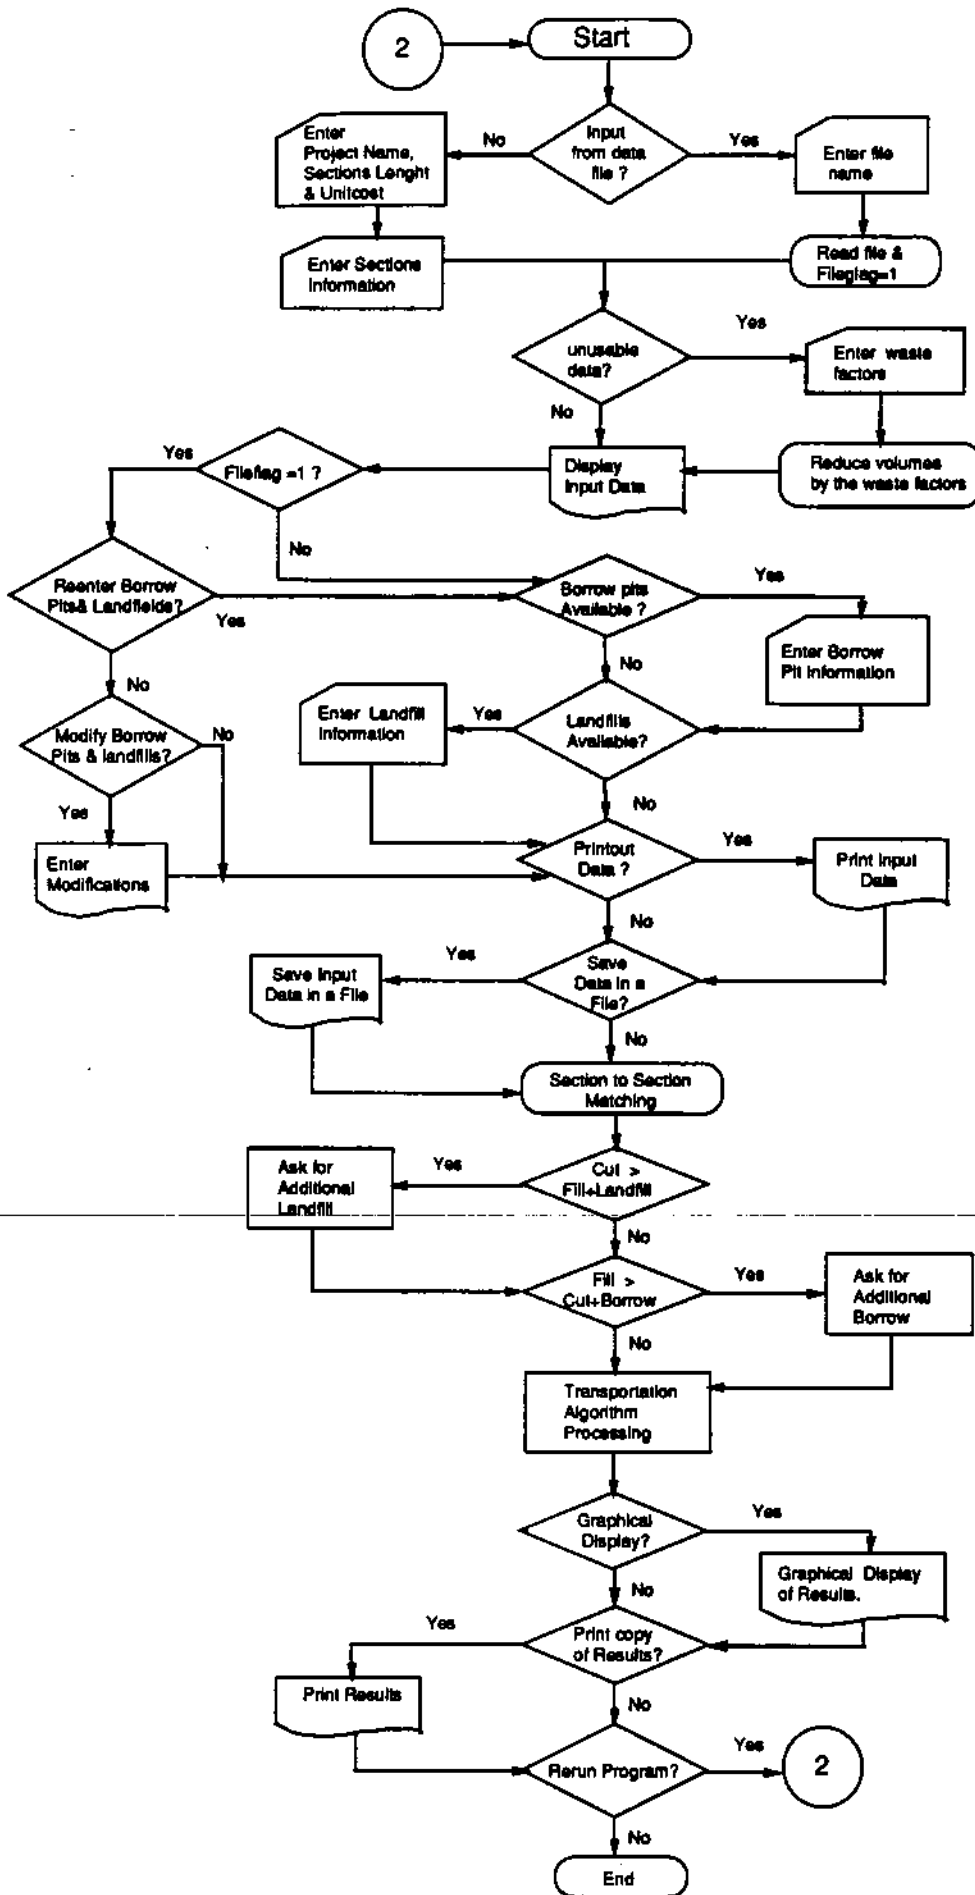 2
Start
Enter
Project Name,
Sections Lenght
& Unitcost
No
Input
from data
file ?
Yes
Enter file
name
Enter Sections
Information
Read file &
Fileglag=1
unusable
data?
Yes
Enter waste
factors
No
Yes
Fileflag =1 ?
Display
Input Data
Reduce volumes
by the waste factors
No
Reenter Borrow
Pits& Landfields?
Yes
Borrow pits
Available ?
Yes
Enter Borrow
Pit Information
No
No
Enter Landfill
Information
Yes
Landfills
Available?
Modify Borrow
Pits & landfills?
No
Yes
No
Enter
Modifications
Printout
Data ?
Yes
Print Input
Data
No
Save Input
Data in a File
Yes
Save
Data in a
File?
No
Section to Section
Matching
Ask for
Additional
Landfill
Yes
Cut >
Fill+Landfill
No
Fill >
Cut+Borrow
Yes
Ask for
Additional
Borrow
No
Transportation
Algorithm
Processing
Graphical
Display?
Yes
Graphical Display
of Results.
No
Yes
Print copy
of Results?
Print Results
No
Rerun Program?
Yes
2
No
End